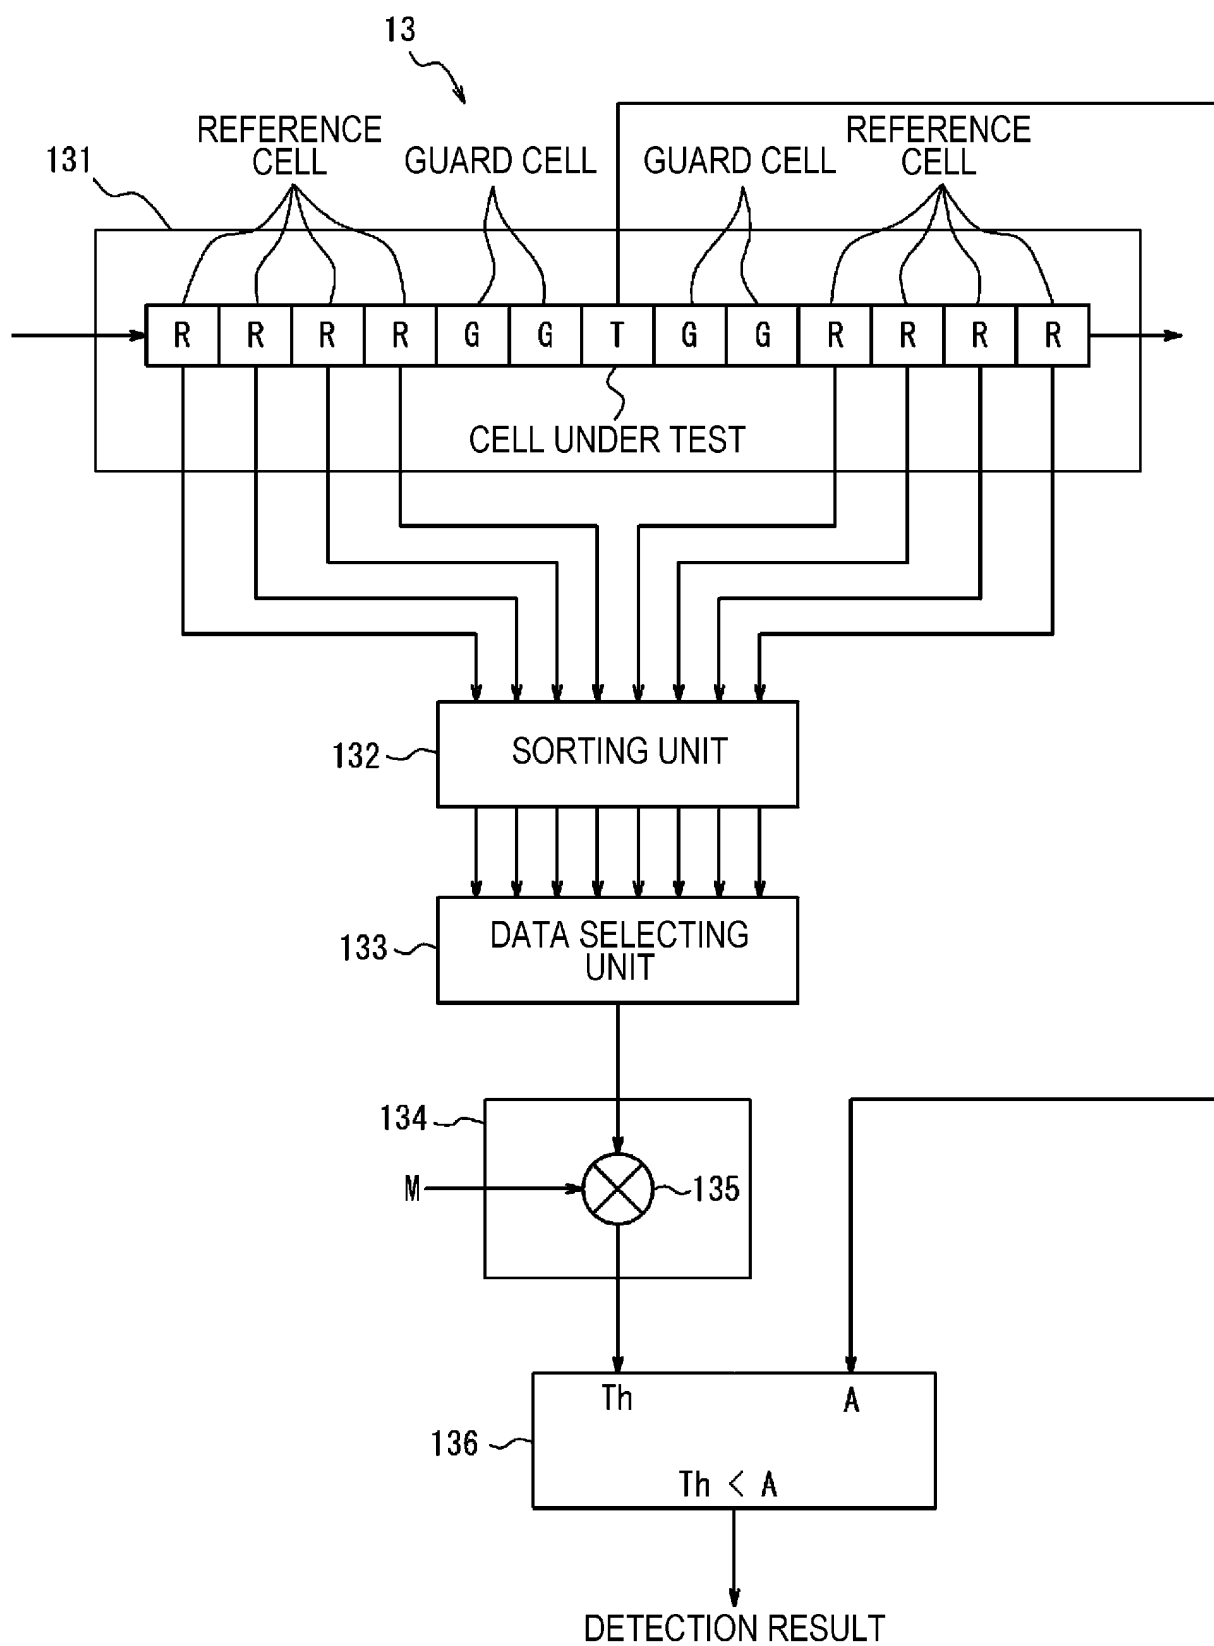 13
REFERENCE
CELL
GUARD CELL
GUARD CELL
REFERENCE
CELL
131
R R R R G G T G G R R R R
CELL UNDER TEST
132
SORTING UNIT
133
DATA SELECTING
UNIT
134
M
135
Th A
136
Th < A
DETECTION RESULT